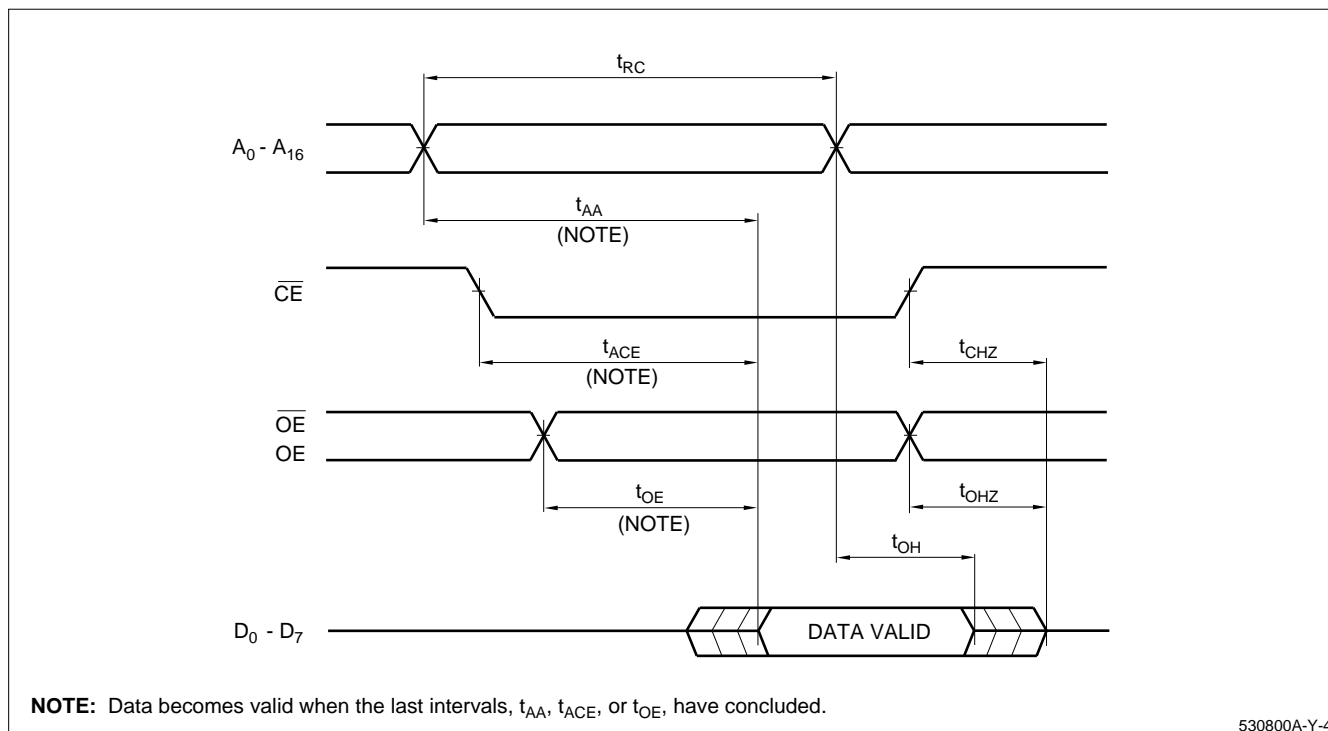 tRC
A0 - A16
tAA
(NOTE)
CE
tACE
(NOTE)
tCHZ
OE
OE
tOE
(NOTE)
tOHZ
tOH
D0 - D7
DATA VALID
NOTE: Data becomes valid when the last intervals, tAA, tACE, or tOE, have concluded.
530800A-Y-4